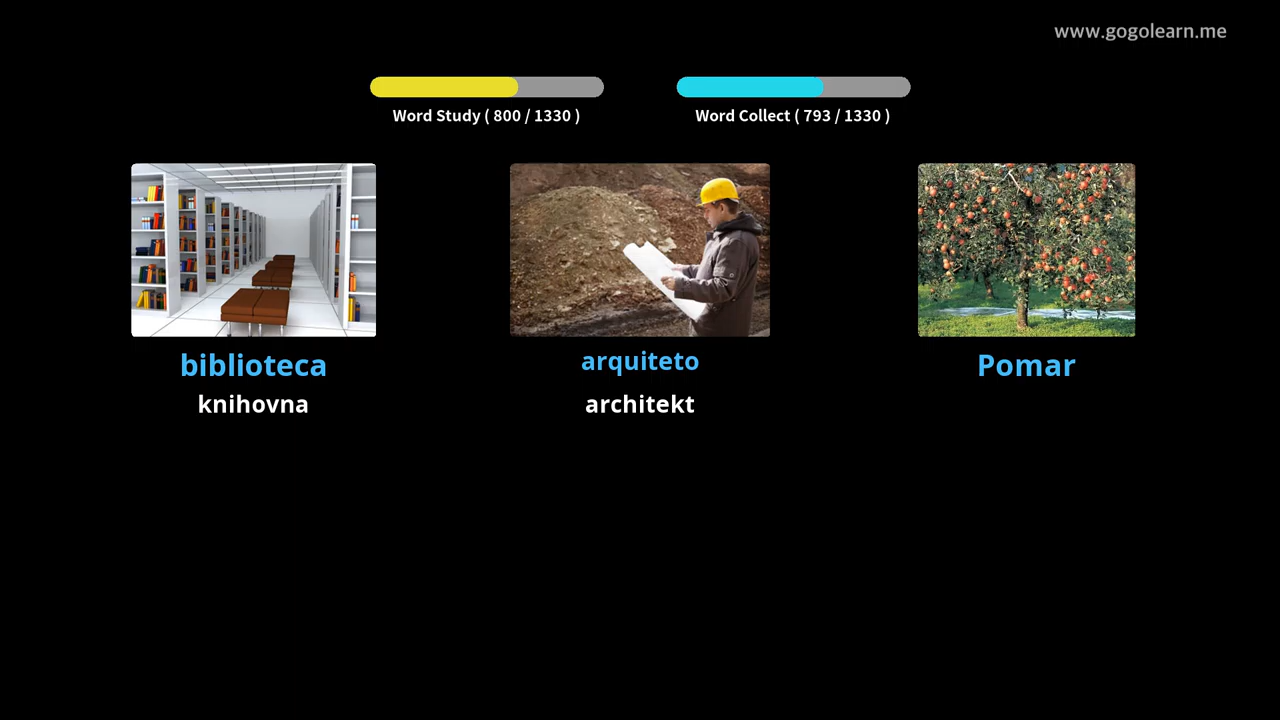 www.gogolearn.me
Word Study ( 800 / 1330 )
Word Collect ( 793 / 1330 )
biblioteca
knihovna
arquiteto
architekt
Pomar